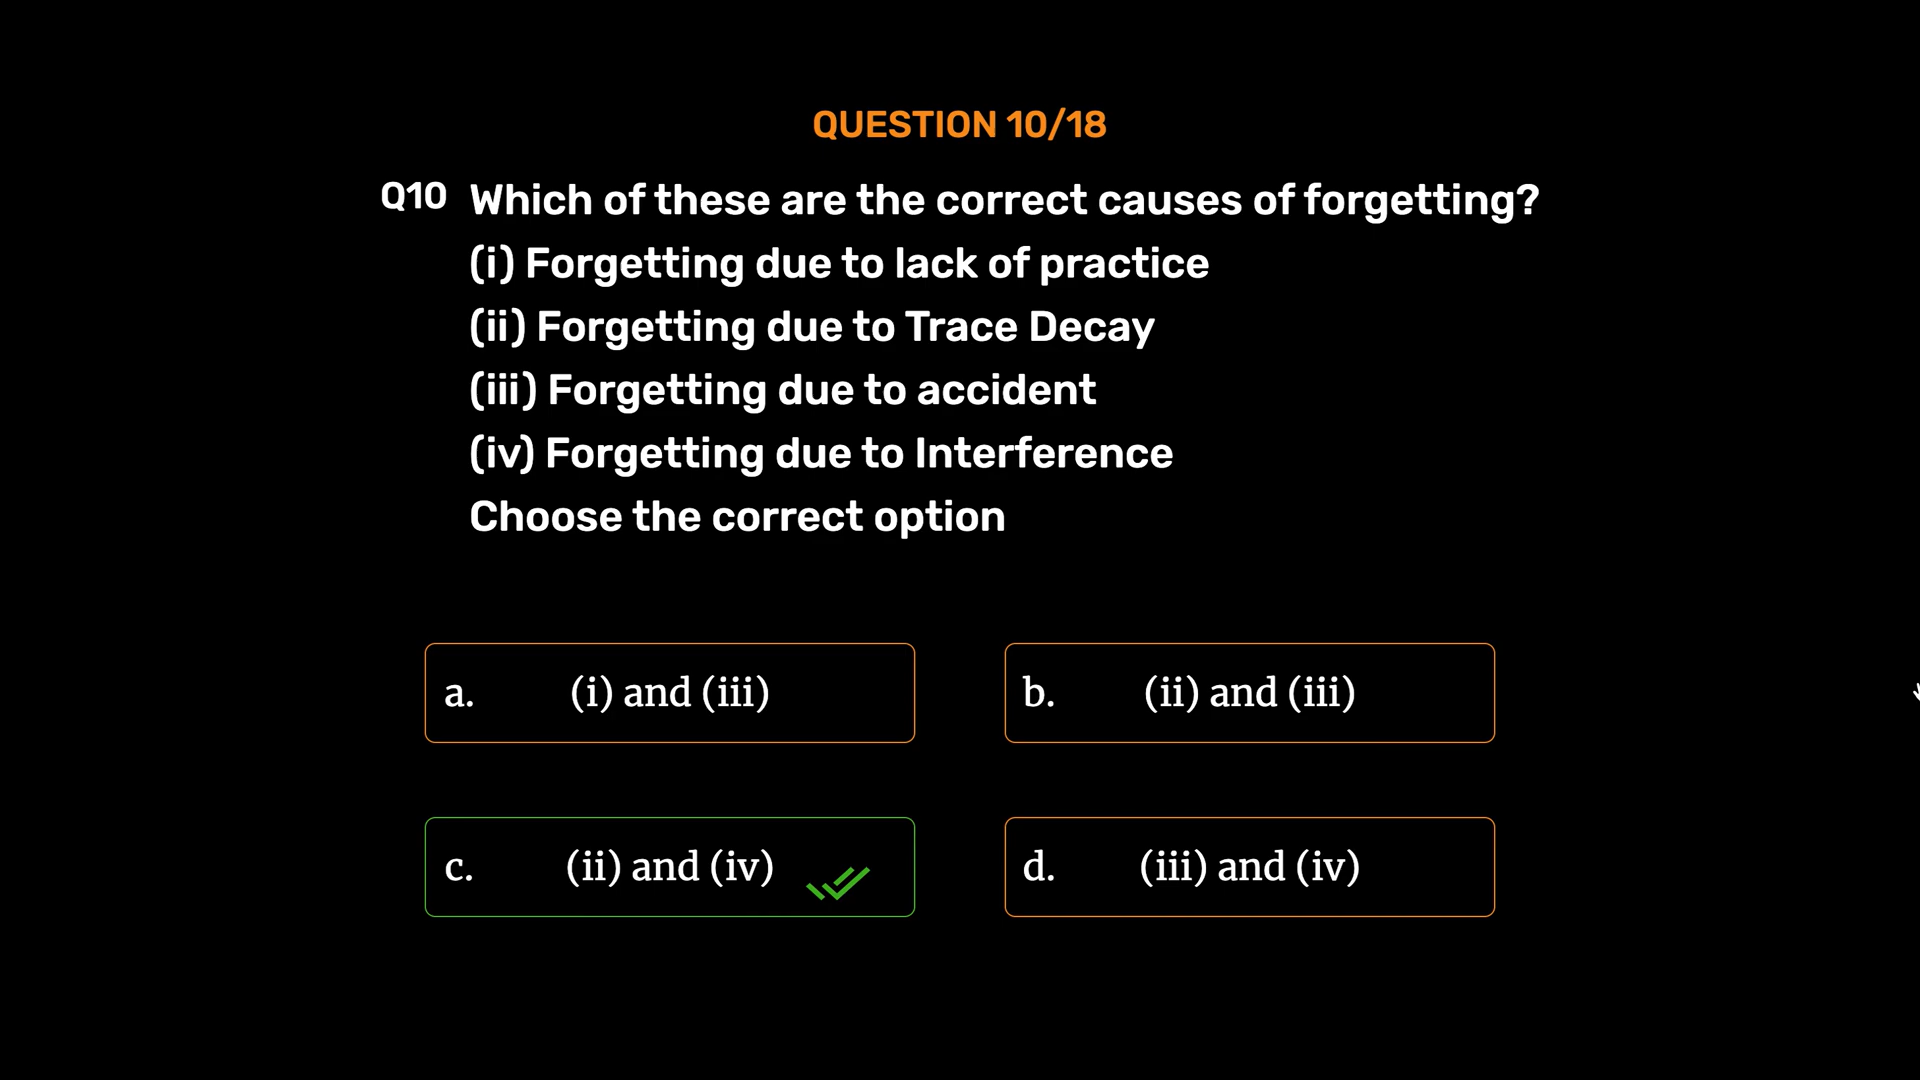 QUESTION 10/18
Q10 Which of these are the correct causes of forgetting?
(i) Forgetting due to lack of practice
(ii) Forgetting due to Trace Decay
(iii) Forgetting due to accident
(iv) Forgetting due to Interference
Choose the correct option
a. (i) and (iii)
b. (ii) and (iii)
c. (ii) and (iv)
d. (iii) and (iv)